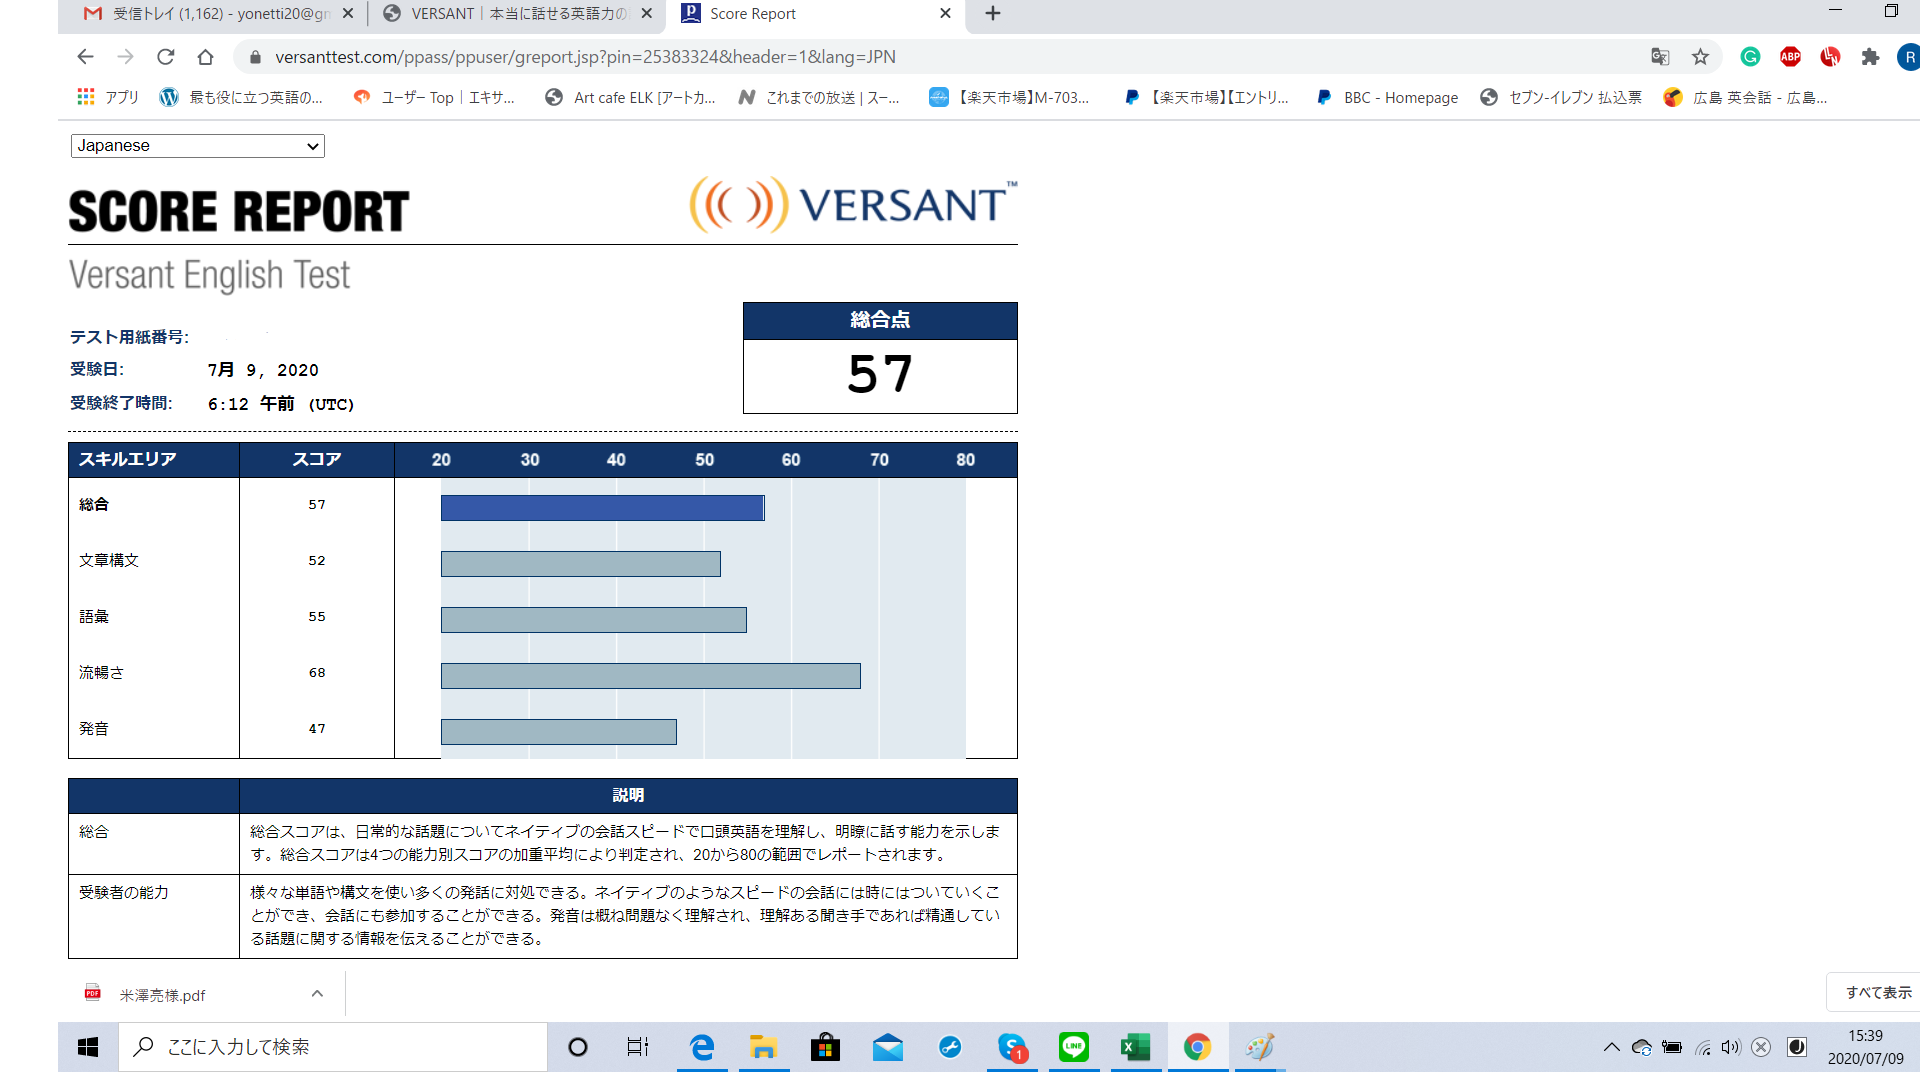 受信トレイ (1,162) - yonetti20@gm
VERSANT｜本当に話せる英語力の
Score Report
versanttest.com/ppass/ppuser/greport.jsp?pin=25383324&header=1&lang=JPN
アプリ
最も役に立つ英語の...
ユーザー Top｜エキサ...
Art cafe ELK [アートカ...
これまでの放送 | スー...
【楽天市場】M-703...
【楽天市場】【エントリ...
BBC - Homepage
セブン-イレブン 払込票
広島 英会話 - 広島...
Japanese
SCORE REPORT
VERSANT™
Versant English Test
総合点
57
テスト用紙番号:
受験日: 7月 9, 2020
受験終了時間: 6:12 午前 (UTC)
スキルエリア スコア 20 30 40 50 60 70 80
総合 57
文章構文 52
語彙 55
流暢さ 68
発音 47
説明
総合
総合スコアは、日常的な話題についてネイティブの会話スピードで口頭英語を理解し、明瞭に話す能力を示しま
す。総合スコアは4つの能力別スコアの加重平均により判定され、20から80の範囲でレポートされます。
受験者の能力
様々な単語や構文を使い多くの発話に対処できる。ネイティブのようなスピードの会話には時にはついていくこ
とができ、会話にも参加することができる。発音は概ね問題なく理解され、理解ある聞き手であれば精通してい
る話題に関する情報を伝えることができる。
米澤亮様.pdf
すべて表示
ここに入力して検索
15:39
2020/07/09